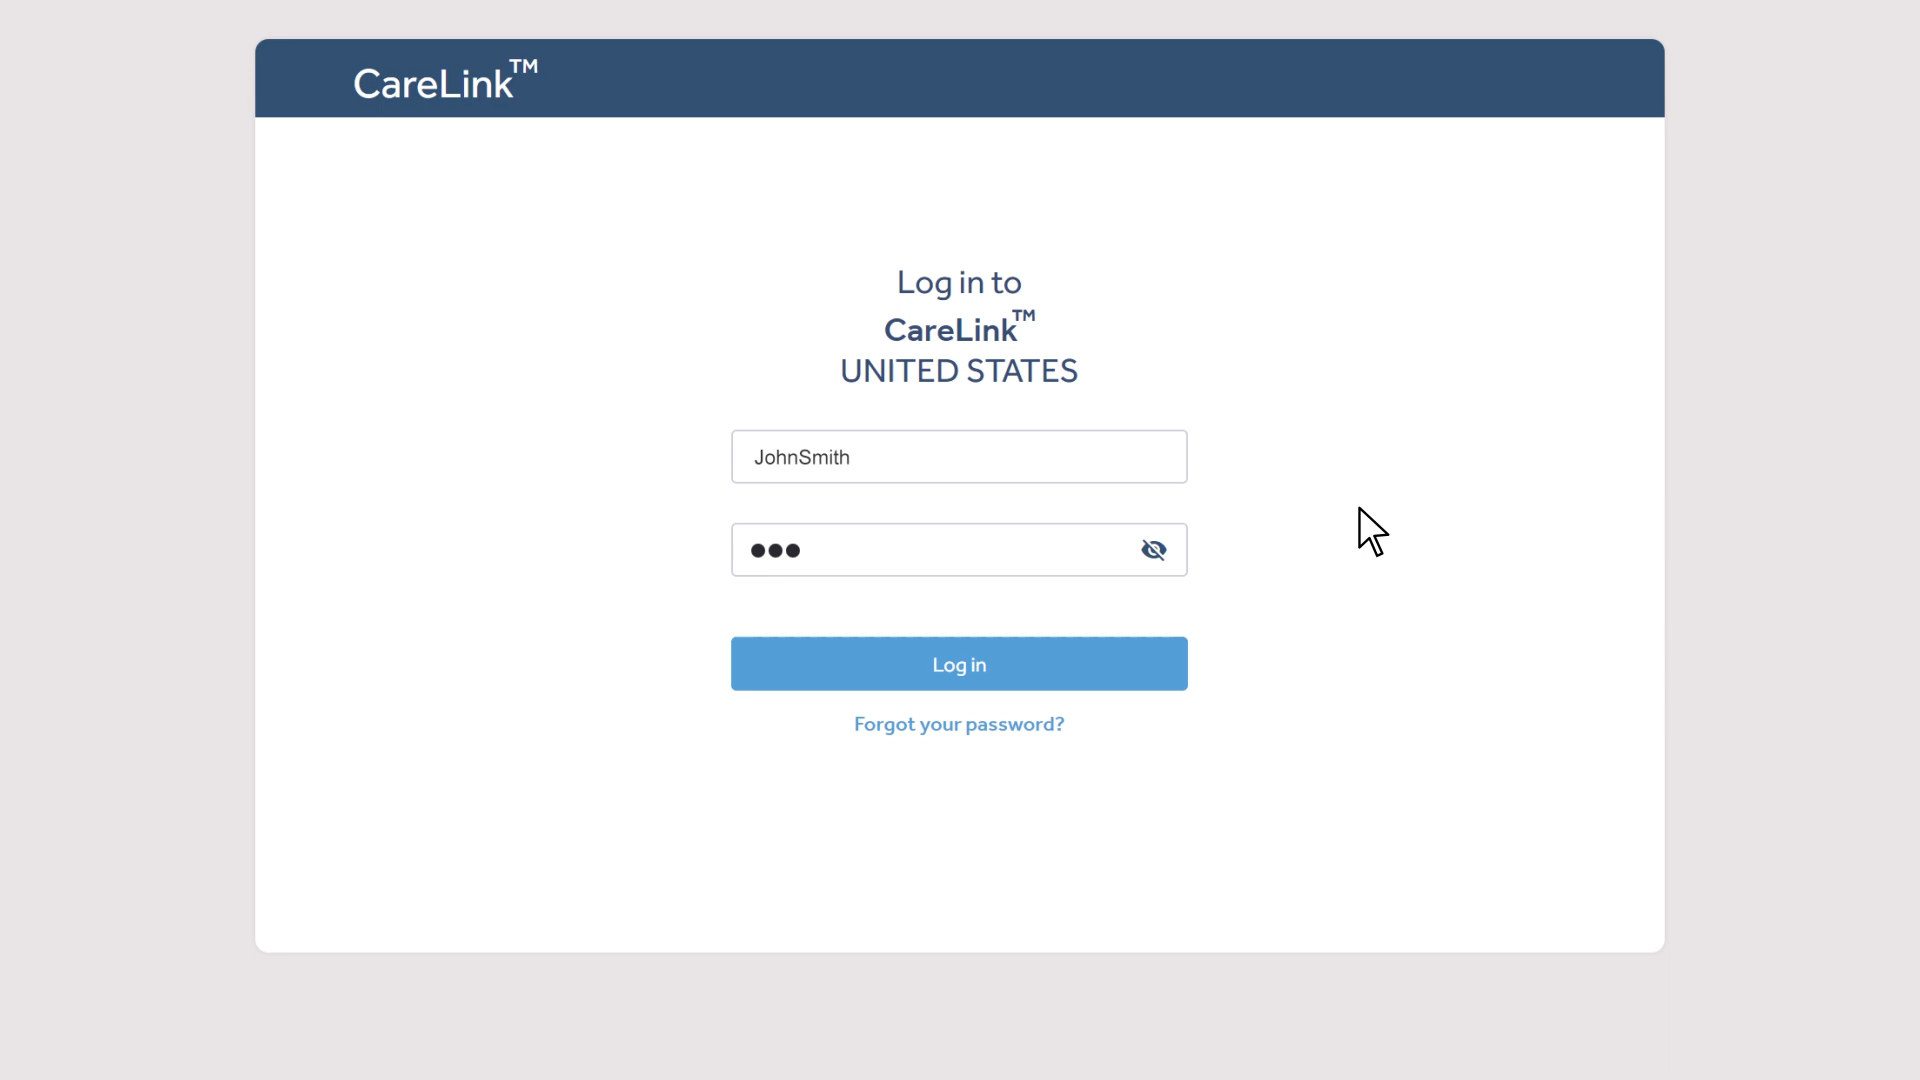 CareLink™
Log in to
CareLink™
UNITED STATES
JohnSmith
●●●
Log in
Forgot your password?